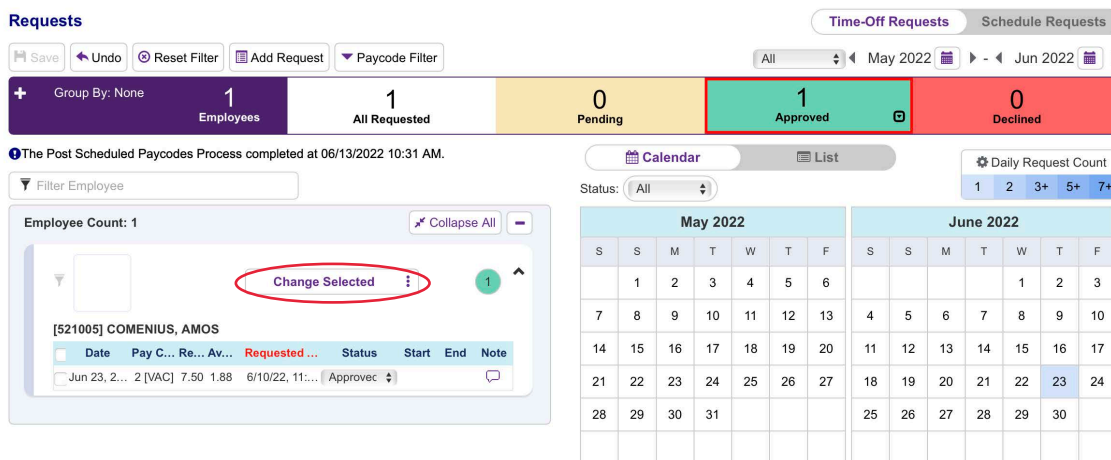 Requests
Time-Off Requests Schedule Requests
Save Undo Reset Filter Add Request Paycode Filter All May 2022 - Jun 2022
Group By: None
1 1 0 1 0
Employees All Requested Pending Approved Declined
The Post Scheduled Paycodes Process completed at 06/13/2022 10:31 AM.
Calendar List
Daily Request Count
Filter Employee
Status: All
1 2 3+ 5+ 7+
Employee Count: 1
Collapse All
May 2022 June 2022
S S M T W T F S S M T W T F
Change Selected 1
1 2 3 4 5 6 1 2 3
7 8 9 10 11 12 13 4 5 6 7 8 9 10
[521005] COMENIUS, AMOS
Date Pay C... Re... Av... Requested ... Status Start End Note
14 15 16 17 18 19 20 11 12 13 14 15 16 17
Jun 23, 2... 2 [VAC] 7.50 1.88 6/10/22, 11:... Approvec
21 22 23 24 25 26 27 18 19 20 21 22 23 24
28 29 30 31 25 26 27 28 29 30